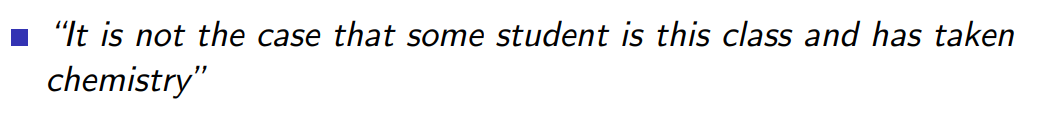 “It is not the case that some student is this class and has taken
chemistry”